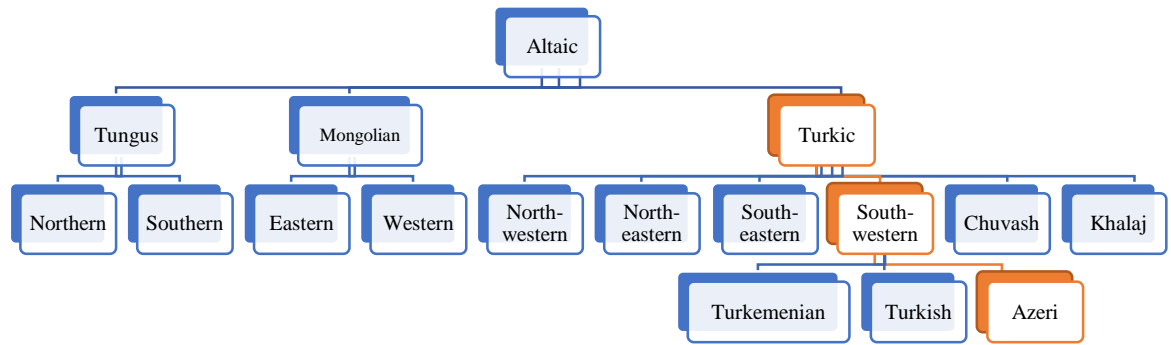 Altaic
Tungus
Mongolian
Turkic
Northern
Southern
Eastern
Western
North-
western
North-
eastern
South-
eastern
South-
western
Chuvash
Khalaj
Turkemenian
Turkish
Azeri